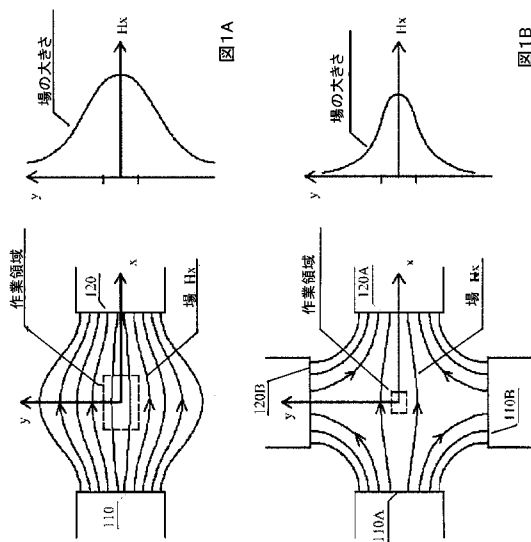 y
作業領域
120
x
場 Hx
110
y
場の大きさ
Hx
図1A
120B
y
作業領域
120A
x
場 Hx
110A
110B
y
場の大きさ
Hx
図1B